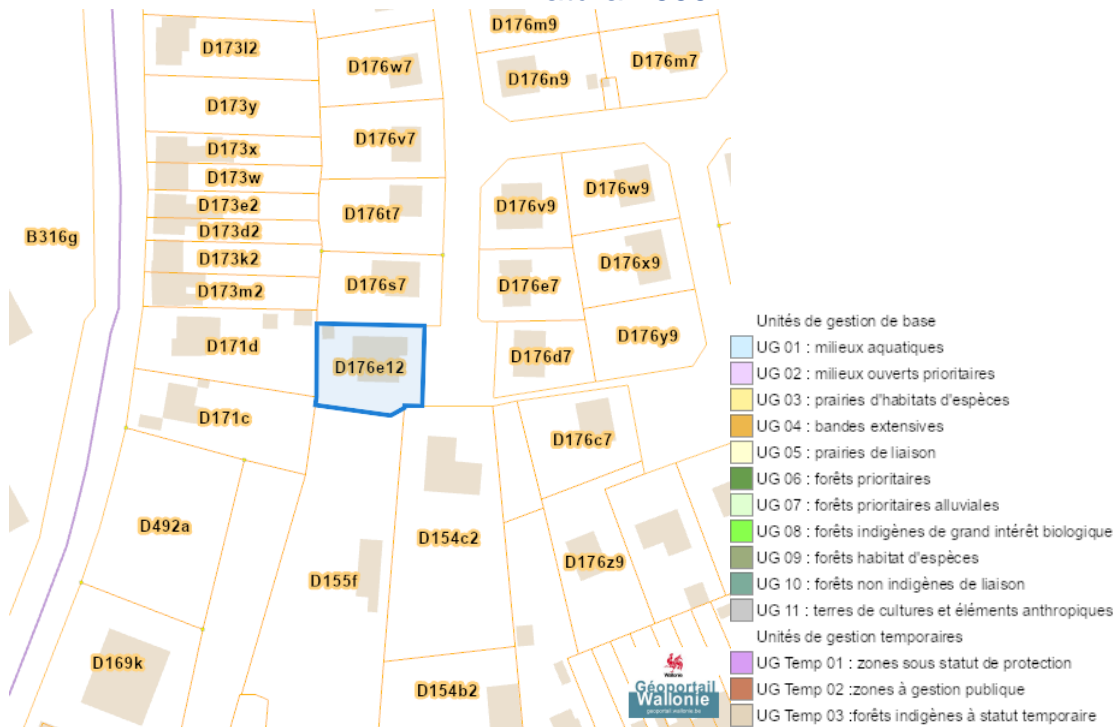 D176m9
D173l2
D176m7
D176w7
D176n9
D173y
D176v7
D173x
D173w
D176w9
D173e2
D176t7
D176v9
D173d2
B316g
D173k2
D176x9
D176s7
D176e7
D173m2
Unités de gestion de base
D176y9
D171d
UG 01 : milieux aquatiques
D176d7
D176e12
UG 02 : milieux ouverts prioritaires
UG 03 : prairies d'habitats d'espèces
D171c
UG 04 : bandes extensives
D176c7
UG 05 : prairies de liaison
UG 06 : forêts prioritaires
UG 07 : forêts prioritaires alluviales
D492a
UG 08 : forêts indigènes de grand intérêt biologique
D154c2
UG 09 : forêts habitat d'espèces
D176z9
D155f
UG 10 : forêts non indigènes de liaison
UG 11 : terres de cultures et éléments anthropiques
Unités de gestion temporaires
D169k
UG Temp 01 : zones sous statut de protection
Wallonie
Géoportail
D154b2
UG Temp 02 :zones à gestion publique
Wallonie
geoportail.wallonie.be
UG Temp 03 :forêts indigènes à statut temporaire